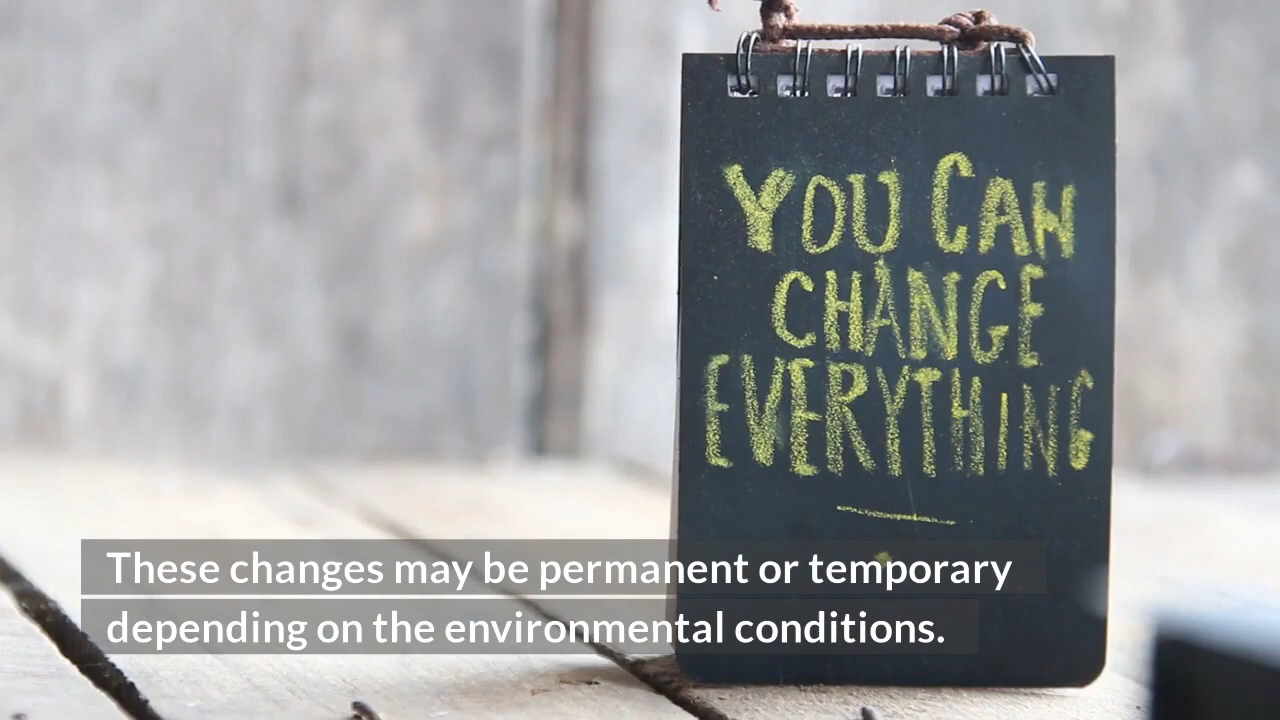 YOU CAN
CHANGE
EVERYTHING
These changes may be permanent or temporary
depending on the environmental conditions.